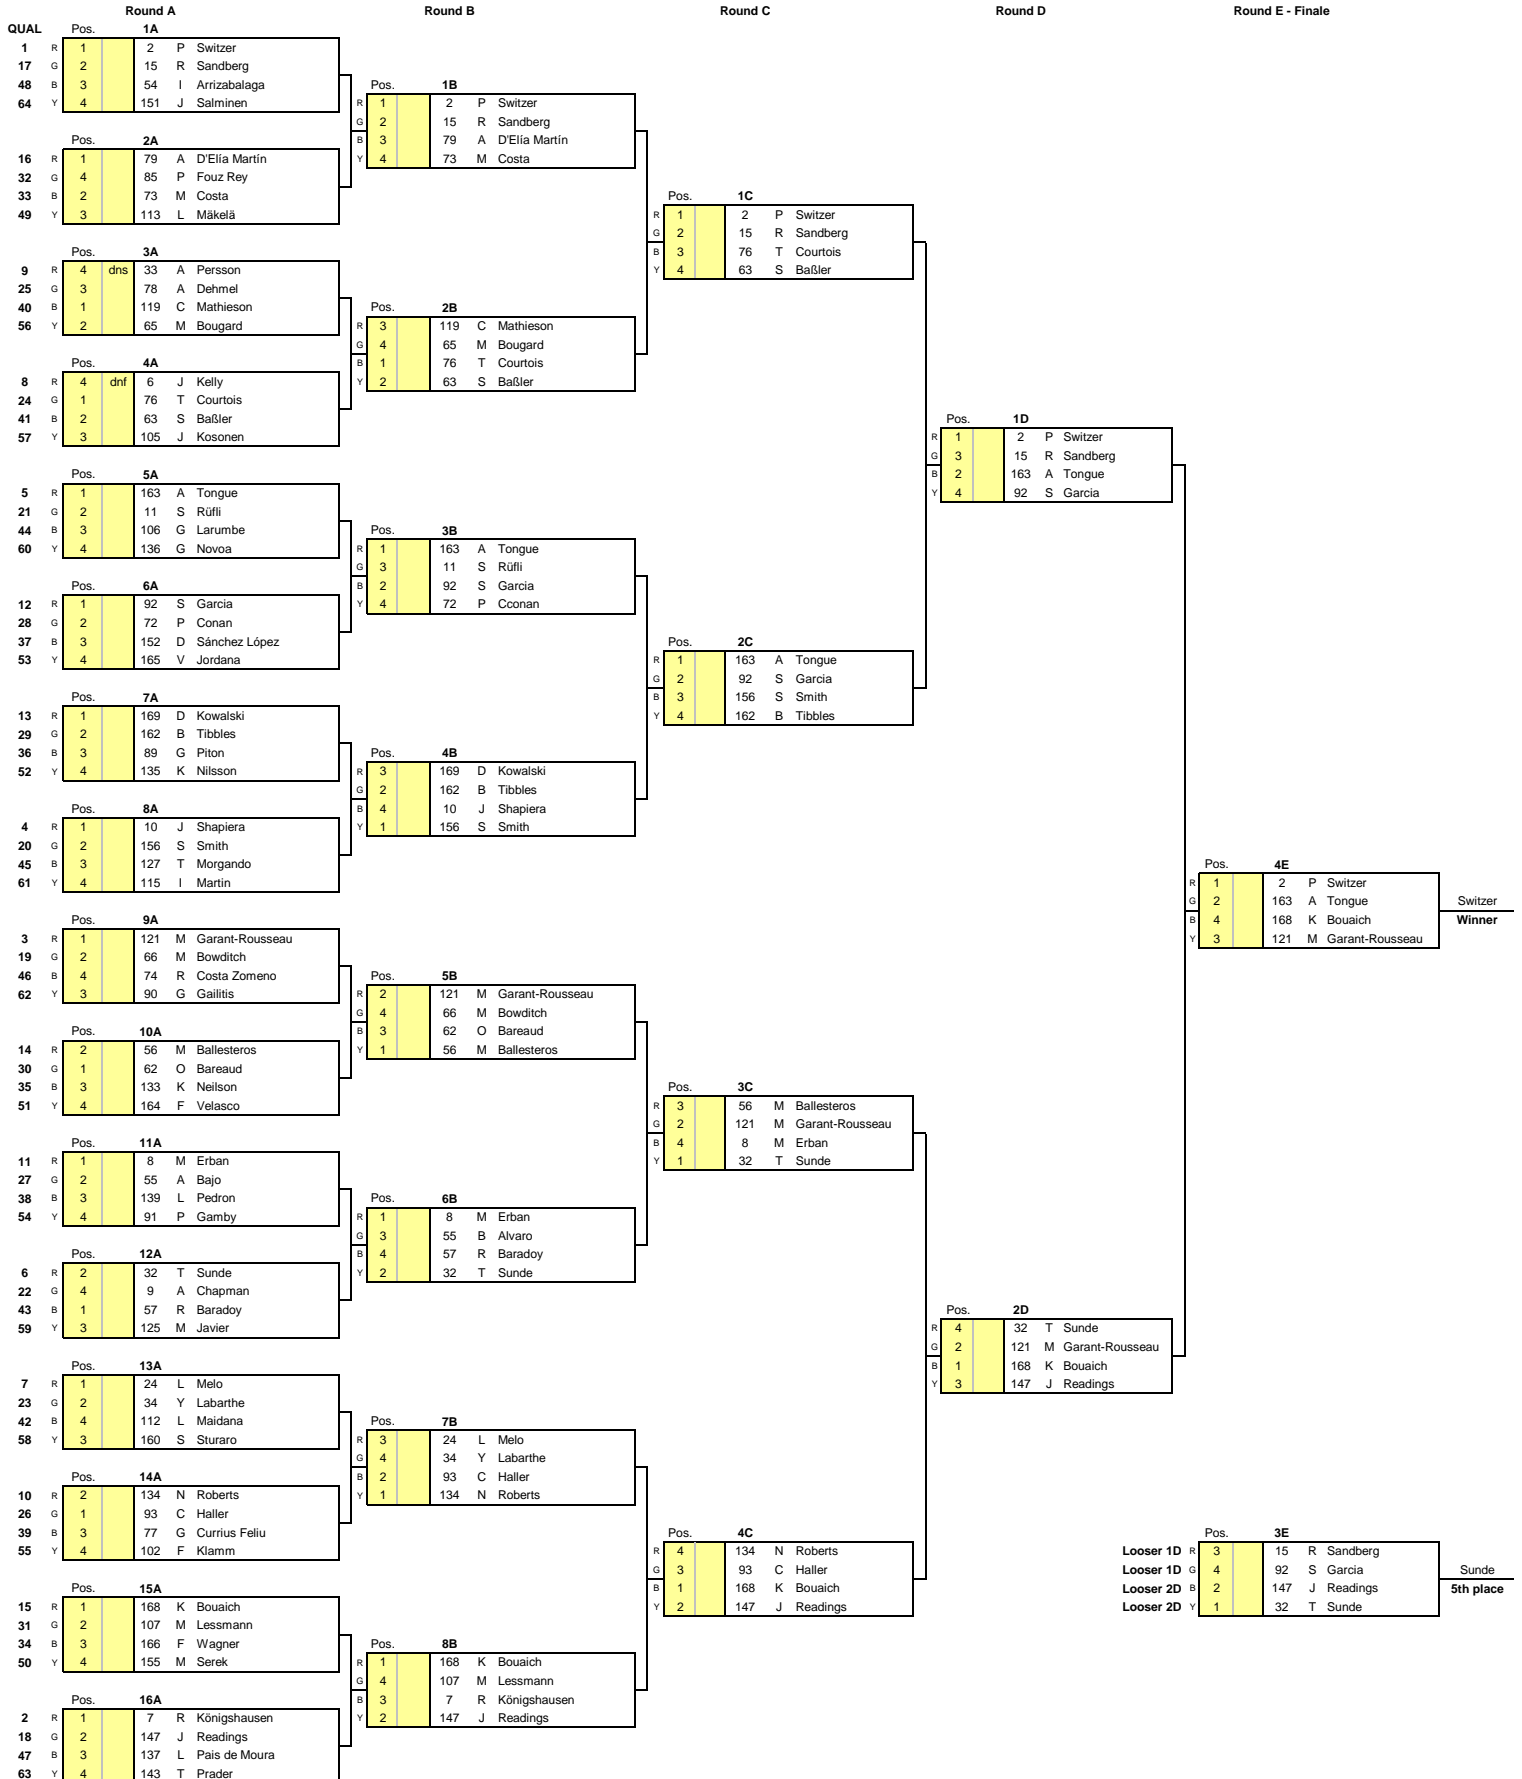 Round A Round B Round C Round D Round E - Finale
QUAL Pos. 1A
1 R 1 2 P Switzer
17 G 2 15 R Sandberg
48 B 3 54 I Arrizabalaga
64 Y 4 151 J Salminen
Pos. 2A
16 R 1 79 A D'Elía Martín
32 G 4 85 P Fouz Rey
33 B 2 73 M Costa
49 Y 3 113 L Mäkelä
Pos. 3A
9 R 4 dns 33 A Persson
25 G 3 78 A Dehmel
40 B 1 119 C Mathieson
56 Y 2 65 M Bougard
Pos. 4A
8 R 4 dnf 6 J Kelly
24 G 1 76 T Courtois
41 B 2 63 S Baßler
57 Y 3 105 J Kosonen
Pos. 5A
5 R 1 163 A Tongue
21 G 2 11 S Rüfli
44 B 3 106 G Larumbe
60 Y 4 136 G Novoa
Pos. 6A
12 R 1 92 S Garcia
28 G 2 72 P Conan
37 B 3 152 D Sánchez López
53 Y 4 165 V Jordana
Pos. 7A
13 R 1 169 D Kowalski
29 G 2 162 B Tibbles
36 B 3 89 G Piton
52 Y 4 135 K Nilsson
Pos. 8A
4 R 1 10 J Shapiera
20 G 2 156 S Smith
45 B 3 127 T Morgando
61 Y 4 115 I Martin
Pos. 9A
3 R 1 121 M Garant-Rousseau
19 G 2 66 M Bowditch
46 B 4 74 R Costa Zomeno
62 Y 3 90 G Gailitis
Pos. 10A
14 R 2 56 M Ballesteros
30 G 1 62 O Bareaud
35 B 3 133 K Neilson
51 Y 4 164 F Velasco
Pos. 11A
11 R 1 8 M Erban
27 G 2 55 A Bajo
38 B 3 139 L Pedron
54 Y 4 91 P Gamby
Pos. 12A
6 R 2 32 T Sunde
22 G 4 9 A Chapman
43 B 1 57 R Baradoy
59 Y 3 125 M Javier
Pos. 13A
7 R 1 24 L Melo
23 G 2 34 Y Labarthe
42 B 4 112 L Maidana
58 Y 3 160 S Sturaro
Pos. 14A
10 R 2 134 N Roberts
26 G 1 93 C Haller
39 B 3 77 G Currius Feliu
55 Y 4 102 F Klamm
Pos. 15A
15 R 1 168 K Bouaich
31 G 2 107 M Lessmann
34 B 3 166 F Wagner
50 Y 4 155 M Serek
Pos. 16A
2 R 1 7 R Königshausen
18 G 2 147 J Readings
47 B 3 137 L Pais de Moura
63 Y 4 143 T Prader
Pos. 1B
R 1 2 P Switzer
G 2 15 R Sandberg
B 3 79 A D'Elía Martín
Y 4 73 M Costa
Pos. 2B
R 3 119 C Mathieson
G 4 65 M Bougard
B 1 76 T Courtois
Y 2 63 S Baßler
Pos. 3B
R 1 163 A Tongue
G 3 11 S Rüfli
B 2 92 S Garcia
Y 4 72 P Cconan
Pos. 4B
R 3 169 D Kowalski
G 2 162 B Tibbles
B 4 10 J Shapiera
Y 1 156 S Smith
Pos. 5B
R 2 121 M Garant-Rousseau
G 4 66 M Bowditch
B 3 62 O Bareaud
Y 1 56 M Ballesteros
Pos. 6B
R 1 8 M Erban
G 3 55 B Alvaro
B 4 57 R Baradoy
Y 2 32 T Sunde
Pos. 7B
R 3 24 L Melo
G 4 34 Y Labarthe
B 2 93 C Haller
Y 1 134 N Roberts
Pos. 8B
R 1 168 K Bouaich
G 4 107 M Lessmann
B 3 7 R Königshausen
Y 2 147 J Readings
Pos. 1C
R 1 2 P Switzer
G 2 15 R Sandberg
B 3 76 T Courtois
Y 4 63 S Baßler
Pos. 2C
R 1 163 A Tongue
G 2 92 S Garcia
B 3 156 S Smith
Y 4 162 B Tibbles
Pos. 3C
R 3 56 M Ballesteros
G 2 121 M Garant-Rousseau
B 4 8 M Erban
Y 1 32 T Sunde
Pos. 4C
R 4 134 N Roberts
G 3 93 C Haller
B 1 168 K Bouaich
Y 2 147 J Readings
Pos. 1D
R 1 2 P Switzer
G 3 15 R Sandberg
B 2 163 A Tongue
Y 4 92 S Garcia
Pos. 2D
R 4 32 T Sunde
G 2 121 M Garant-Rousseau
B 1 168 K Bouaich
Y 3 147 J Readings
Pos. 4E
R 1 2 P Switzer
G 2 163 A Tongue
B 4 168 K Bouaich
Y 3 121 M Garant-Rousseau
Switzer
Winner
Pos. 3E
Looser 1D R 3 15 R Sandberg
Looser 1D G 4 92 S Garcia
Looser 2D B 2 147 J Readings
Looser 2D Y 1 32 T Sunde
Sunde
5th place